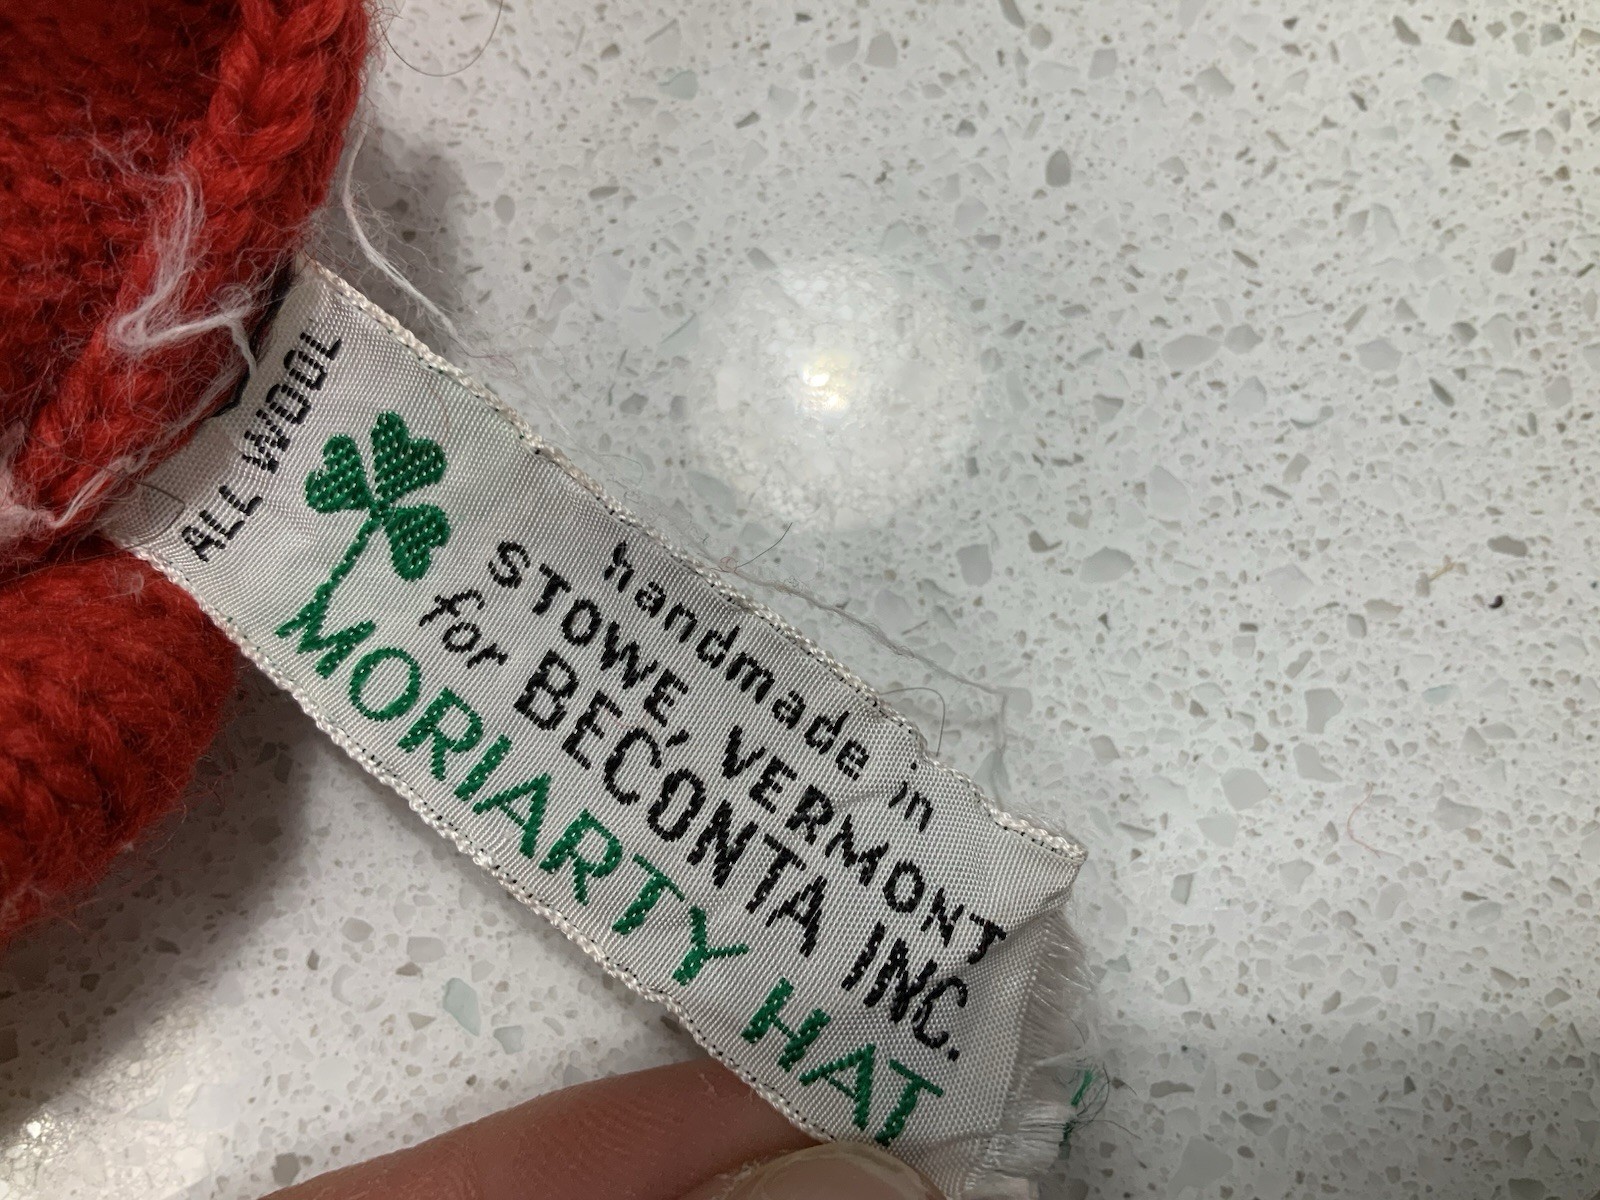 ALL WOOL
handmade in
STOWE, VERMONT
for BECONTA INC.
MORIARTY HAT